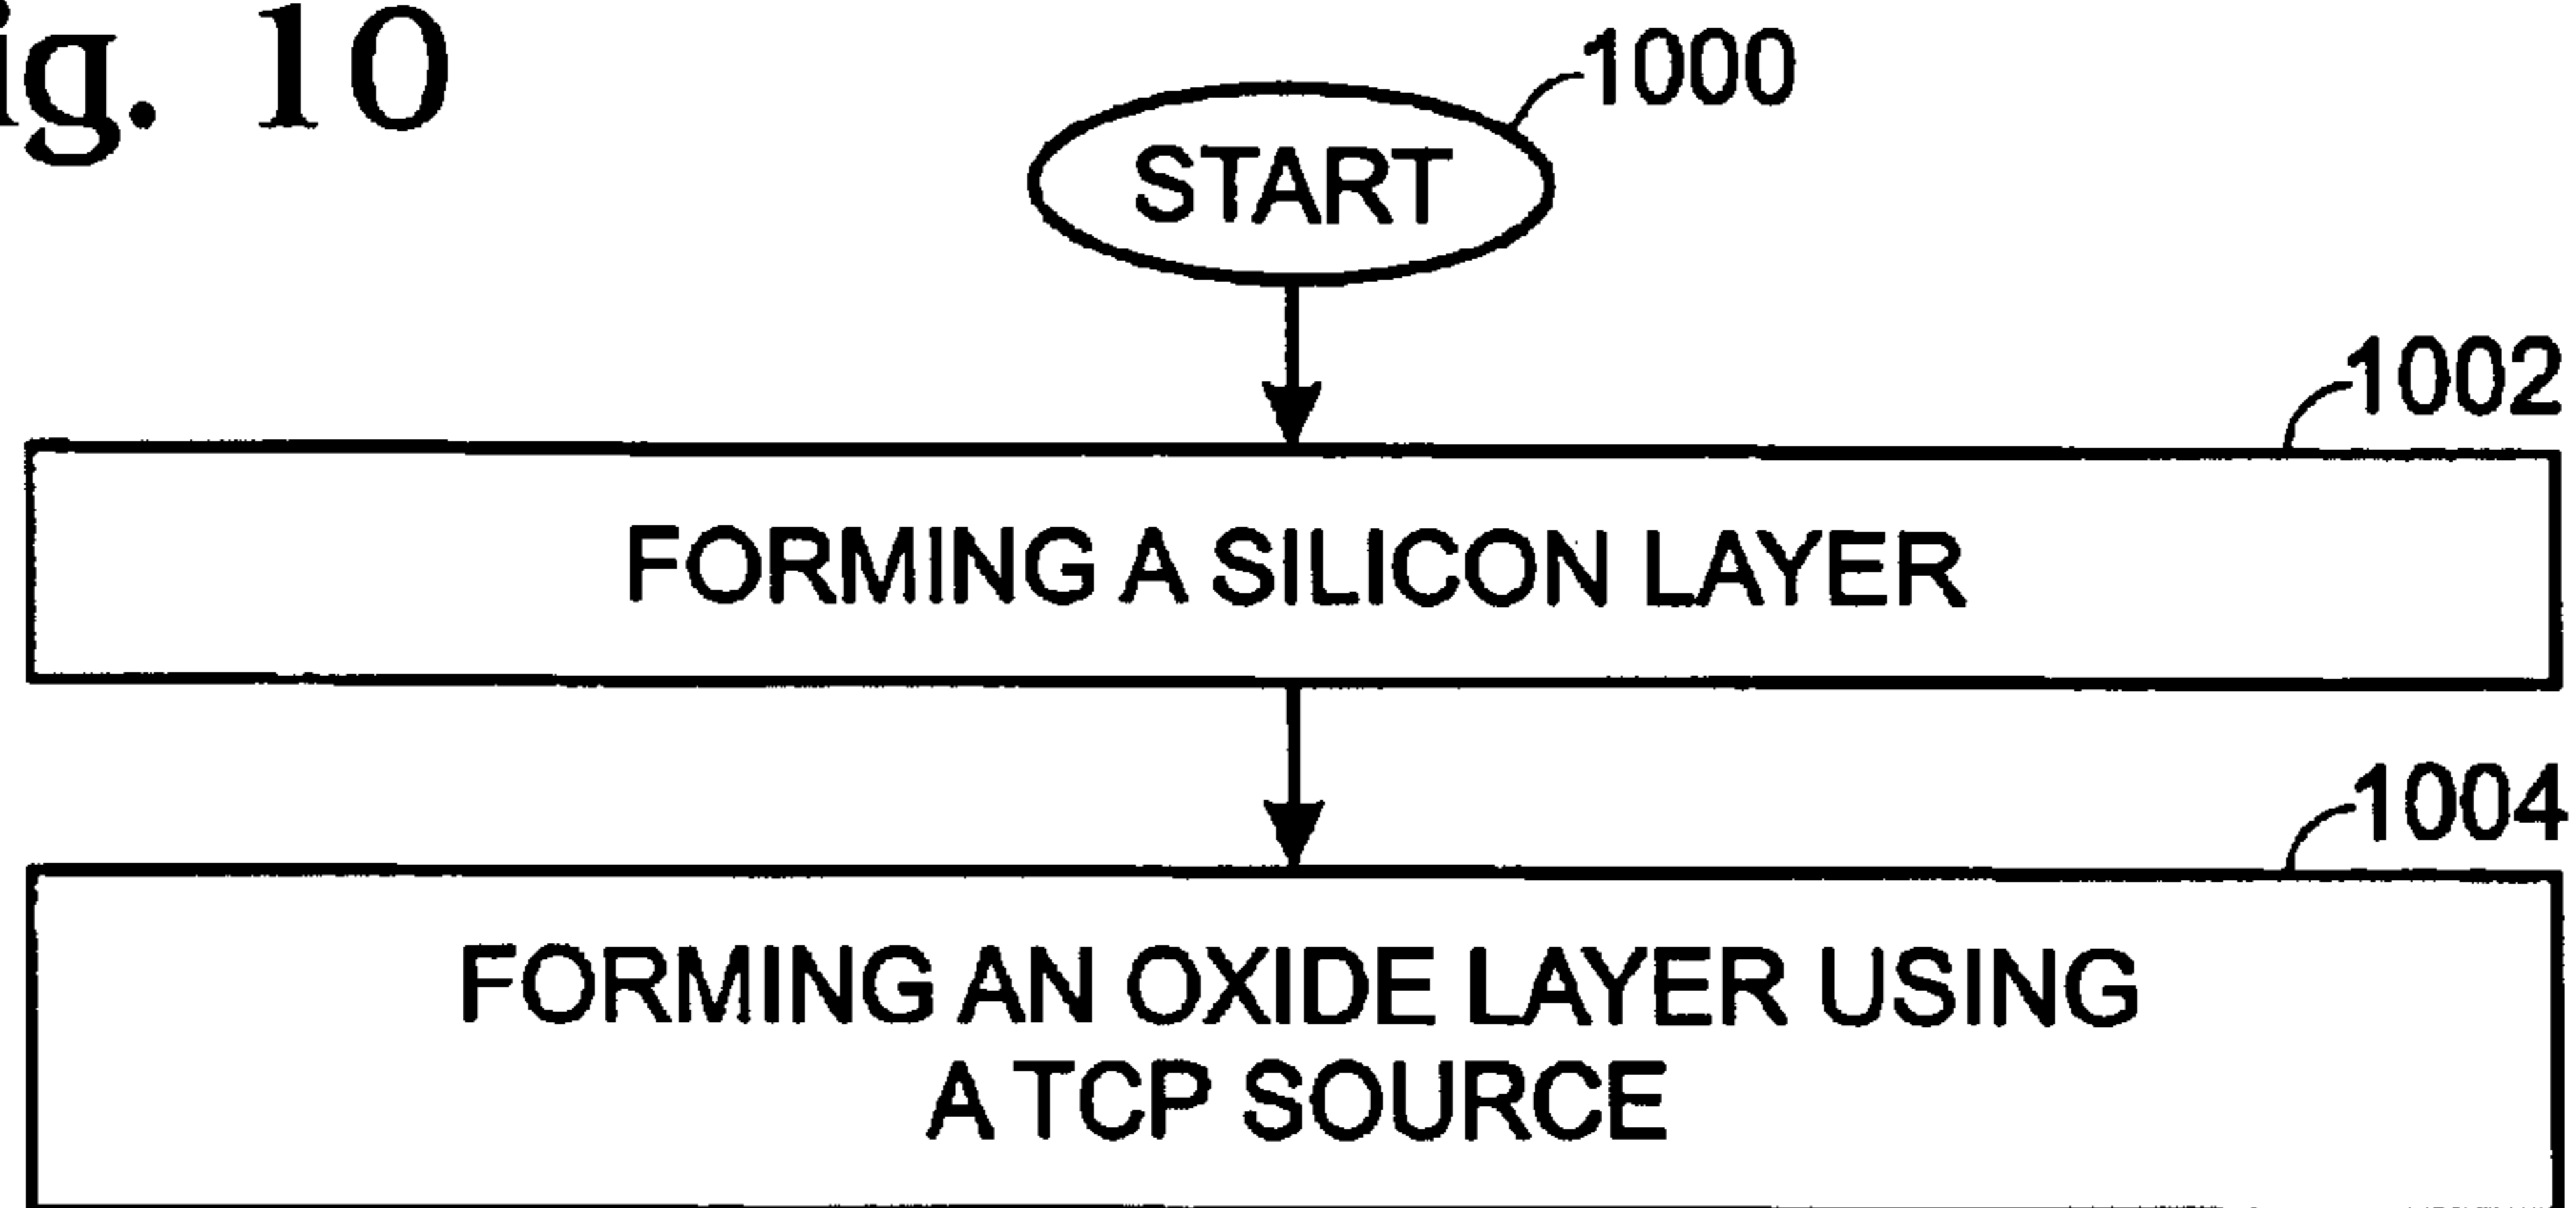 ig. 10
1000
START
1002
FORMING A SILICON LAYER
1004
FORMING AN OXIDE LAYER USING
A TCP SOURCE